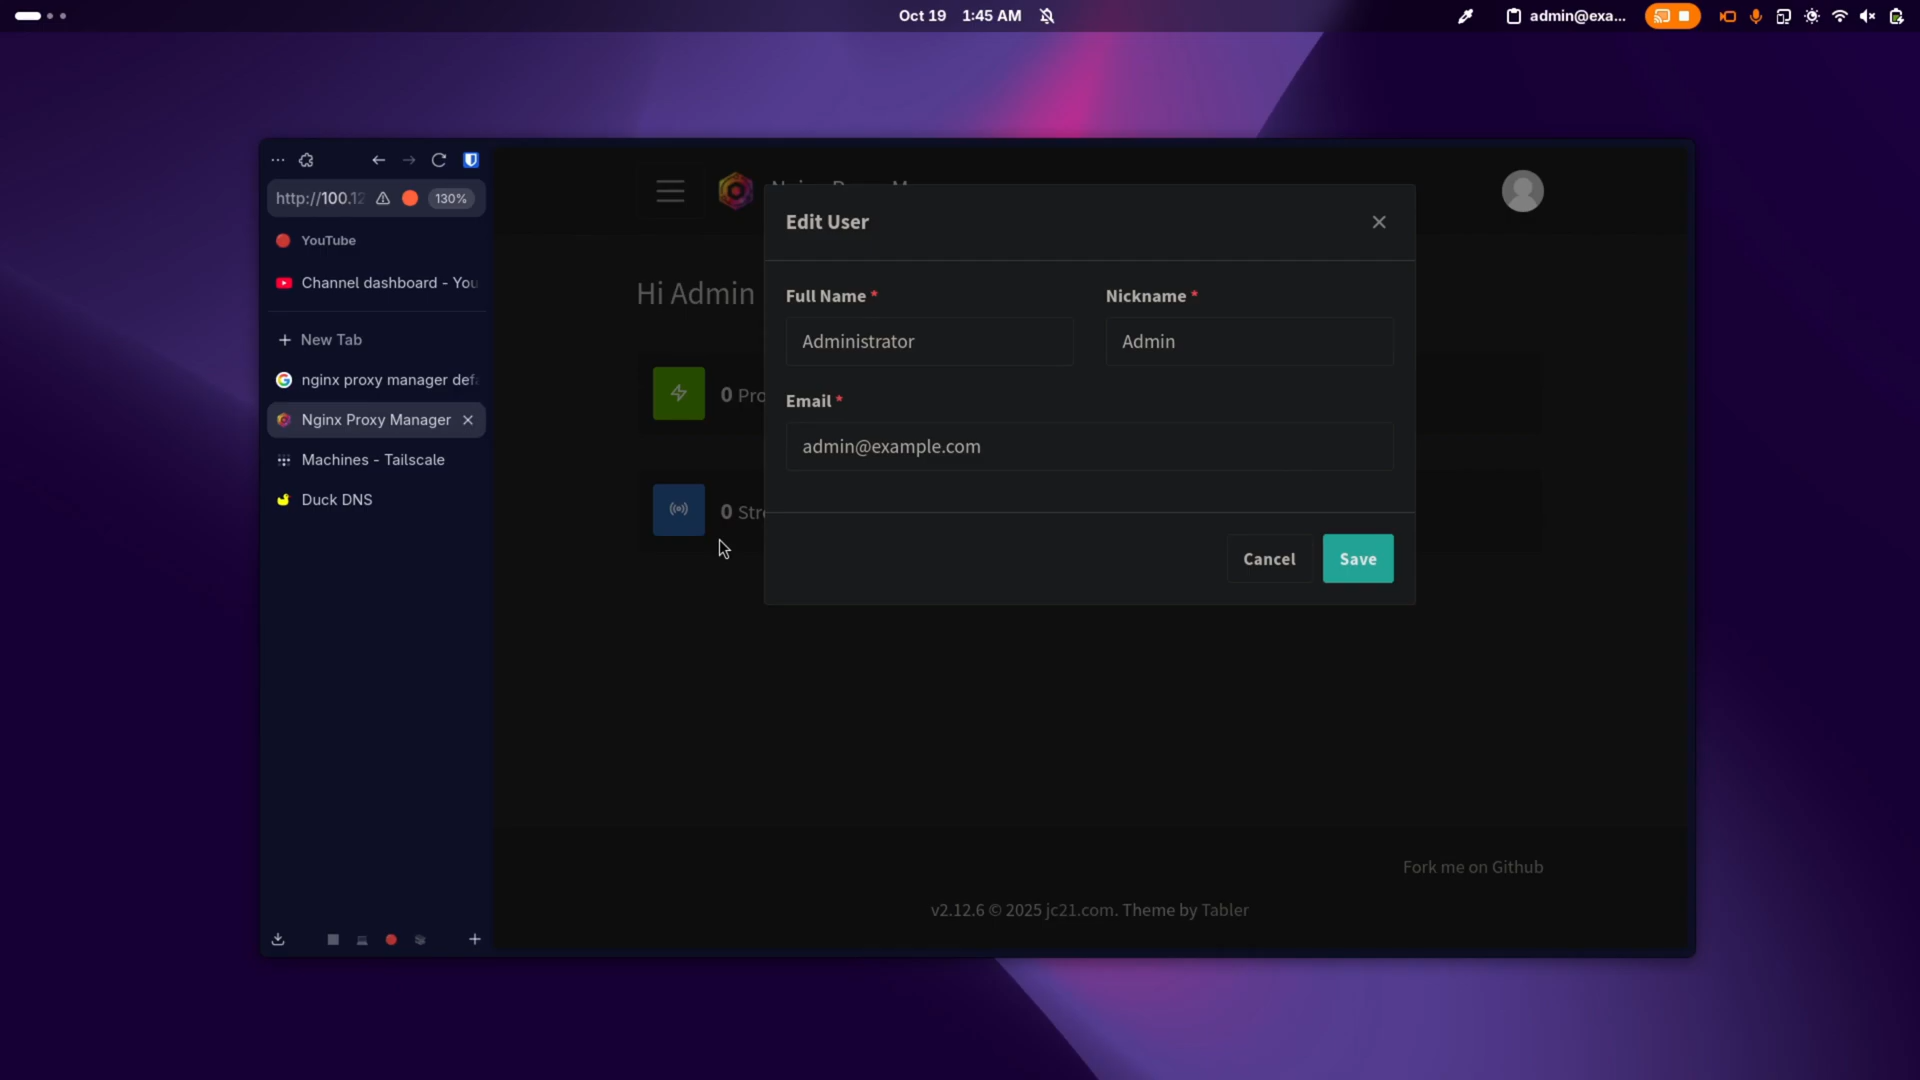 Oct 19 1:45 AM
admin@exa...
http://100.12
130%
YouTube
Channel dashboard - You
New Tab
nginx proxy manager defa
Nginx Proxy Manager
Machines - Tailscale
Duck DNS
Edit User
Hi Admin
Full Name *
Nickname *
Administrator
Admin
0 Pro
Email *
admin@example.com
0 Stre
Cancel
Save
Fork me on Github
v2.12.6 © 2025 jc21.com. Theme by Tabler